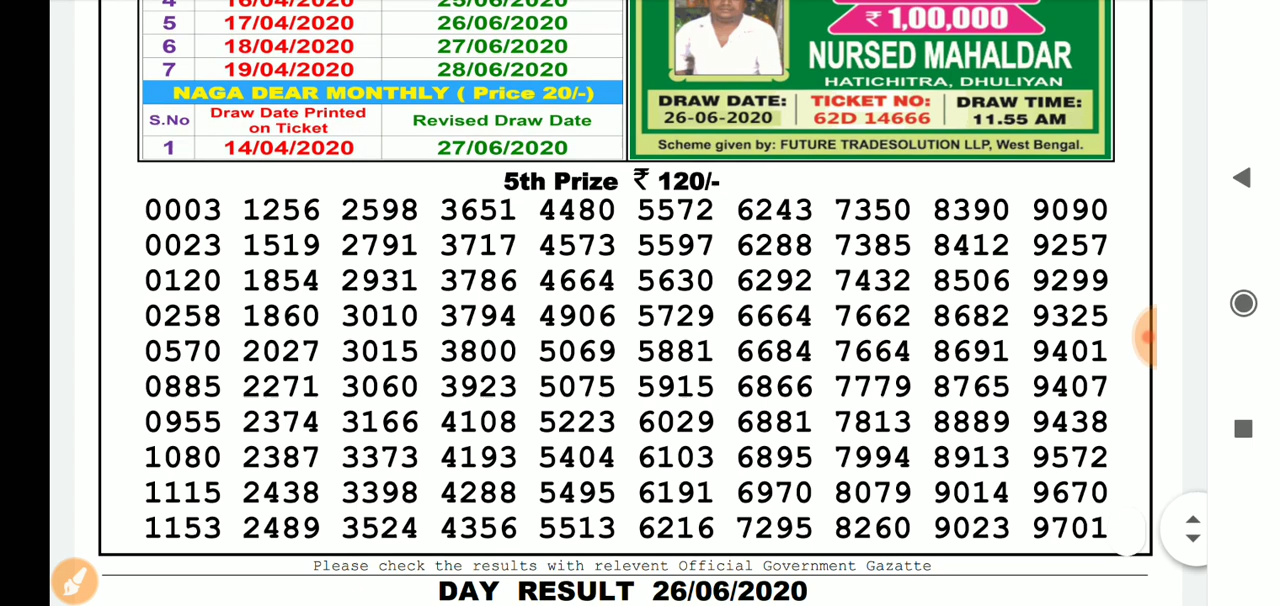 4 16/04/2020 25/06/2020
5 17/04/2020 26/06/2020
6 18/04/2020 27/06/2020
7 19/04/2020 28/06/2020
NAGA DEAR MONTHLY ( Price 20/-)
S.No Draw Date Printed on Ticket Revised Draw Date
1 14/04/2020 27/06/2020
₹ 1,00,000
NURSED MAHALDAR
HATICHITRA, DHULIYAN
DRAW DATE: TICKET NO: DRAW TIME:
26-06-2020 62D 14666 11.55 AM
Scheme given by: FUTURE TRADESOLUTION LLP, West Bengal.
5th Prize ₹ 120/-
0003 1256 2598 3651 4480 5572 6243 7350 8390 9090
0023 1519 2791 3717 4573 5597 6288 7385 8412 9257
0120 1854 2931 3786 4664 5630 6292 7432 8506 9299
0258 1860 3010 3794 4906 5729 6664 7662 8682 9325
0570 2027 3015 3800 5069 5881 6684 7664 8691 9401
0885 2271 3060 3923 5075 5915 6866 7779 8765 9407
0955 2374 3166 4108 5223 6029 6881 7813 8889 9438
1080 2387 3373 4193 5404 6103 6895 7994 8913 9572
1115 2438 3398 4288 5495 6191 6970 8079 9014 9670
1153 2489 3524 4356 5513 6216 7295 8260 9023 9701
Please check the results with relevent Official Government Gazatte
DAY RESULT 26/06/2020